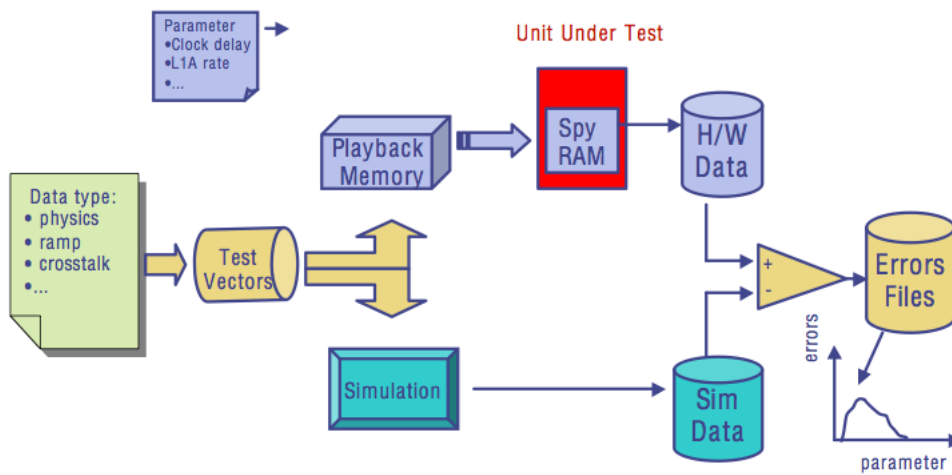 Parameter
•Clock delay
•L1A rate
•...
Unit Under Test
Playback
Memory
Spy
RAM
H/W
Data
Data type:
• physics
• ramp
• crosstalk
•...
Test
Vectors
+
-
Errors
Files
Simulation
Sim
Data
errors
parameter